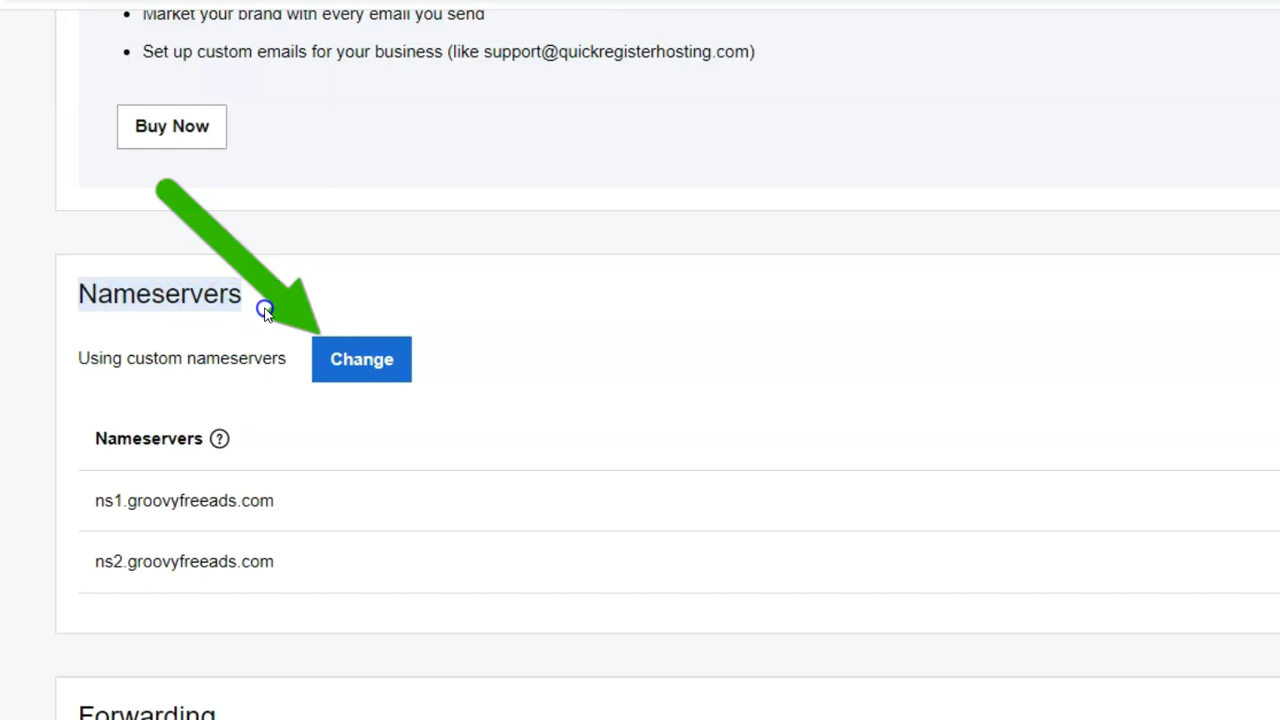 Market your brand with every email you send
Set up custom emails for your business (like support@quickregisterhosting.com)
Buy Now
Nameservers
Using custom nameservers
Change
Nameservers ?
ns1.groovyfreeads.com
ns2.groovyfreeads.com
Forwarding